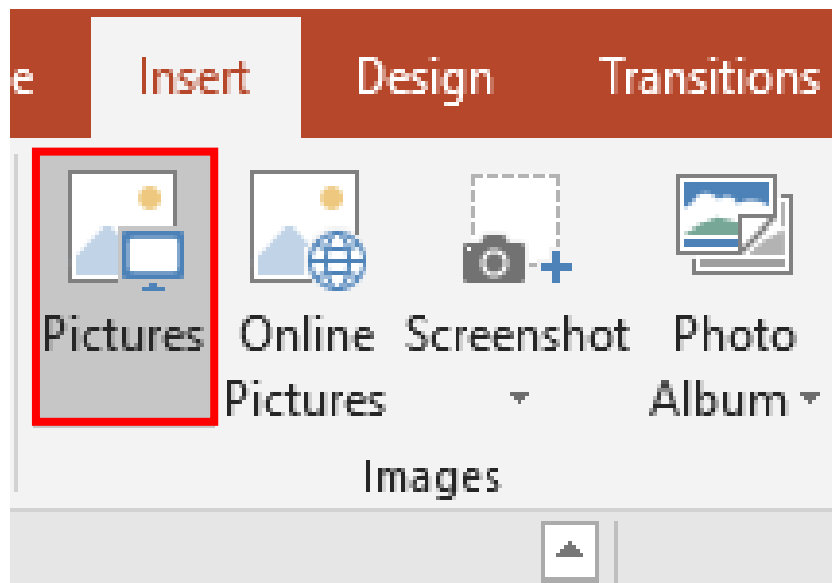 e Insert Design Transitions
Pictures Online Screenshot Photo
Pictures Album
Images